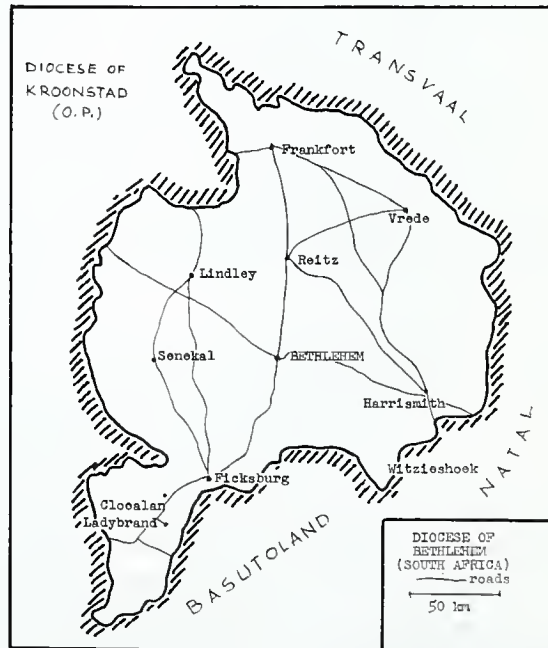 TRANSVAAL
DIOCESE OF
KROONSTAD
(O.P.)
Frankfort
Vrede
Reitz
Lindley
Senekal
BETHLEHEM
Harrismith
Witzieshoek
NATAL
Ficksburg
Clocalan
Ladybrand
BASUTOLAND
DIOCESE OF
BETHLEHEM
(SOUTH AFRICA)
roads
50 km